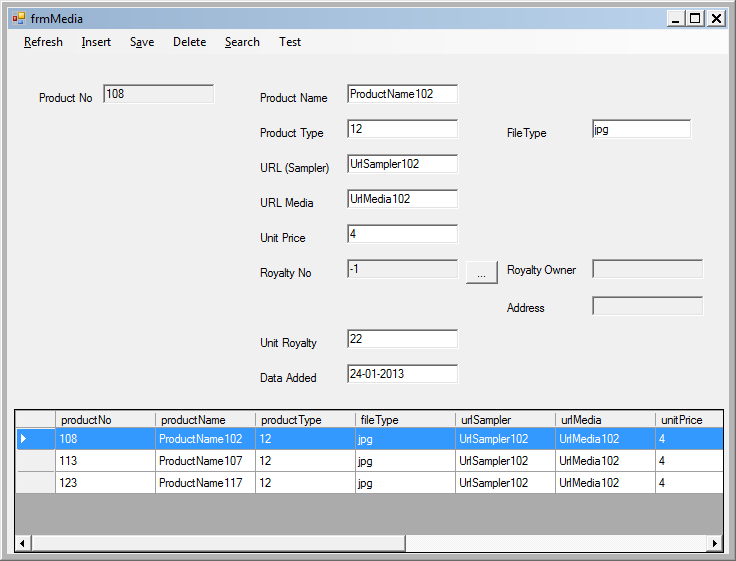 frmMedia
Refresh Insert Save Delete Search Test
Product No 108 Product Name ProductName102
Product Type 12 FileType jpg
URL (Sampler) UrlSampler102
URL Media UrlMedia102
Unit Price 4
Royalty No -1 ... Royalty Owner
Address
Unit Royalty 22
Data Added 24-01-2013
productNo productName productType fileType urlSampler urlMedia unitPrice
108 ProductName102 12 jpg UrlSampler102 UrlMedia102 4
113 ProductName107 12 jpg UrlSampler102 UrlMedia102 4
123 ProductName117 12 jpg UrlSampler102 UrlMedia102 4